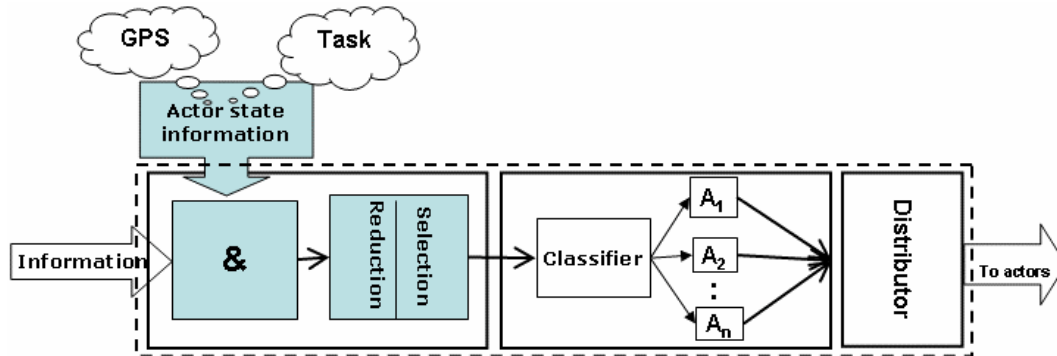 GPS
Task
Actor state
information
Information
&
Reduction
Selection
Classifier
A1
A2
:
An
Distributor
To actors